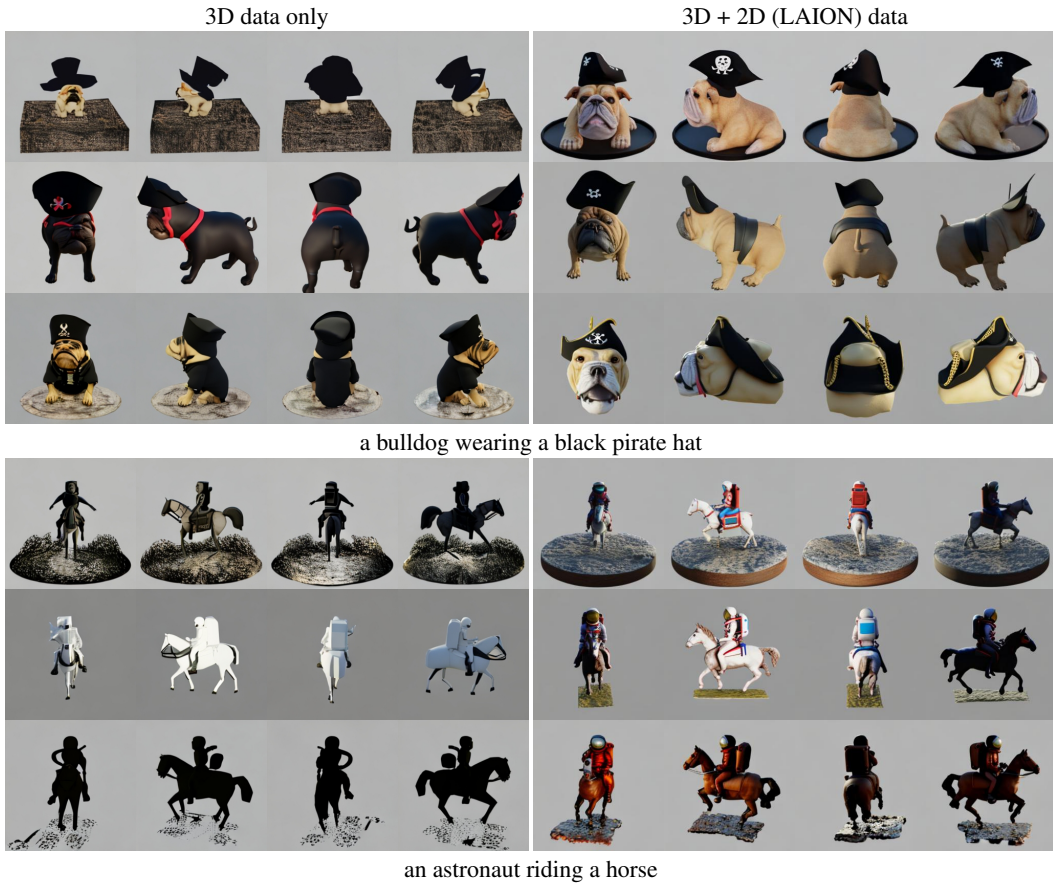 3D data only
3D + 2D (LAION) data
a bulldog wearing a black pirate hat
an astronaut riding a horse